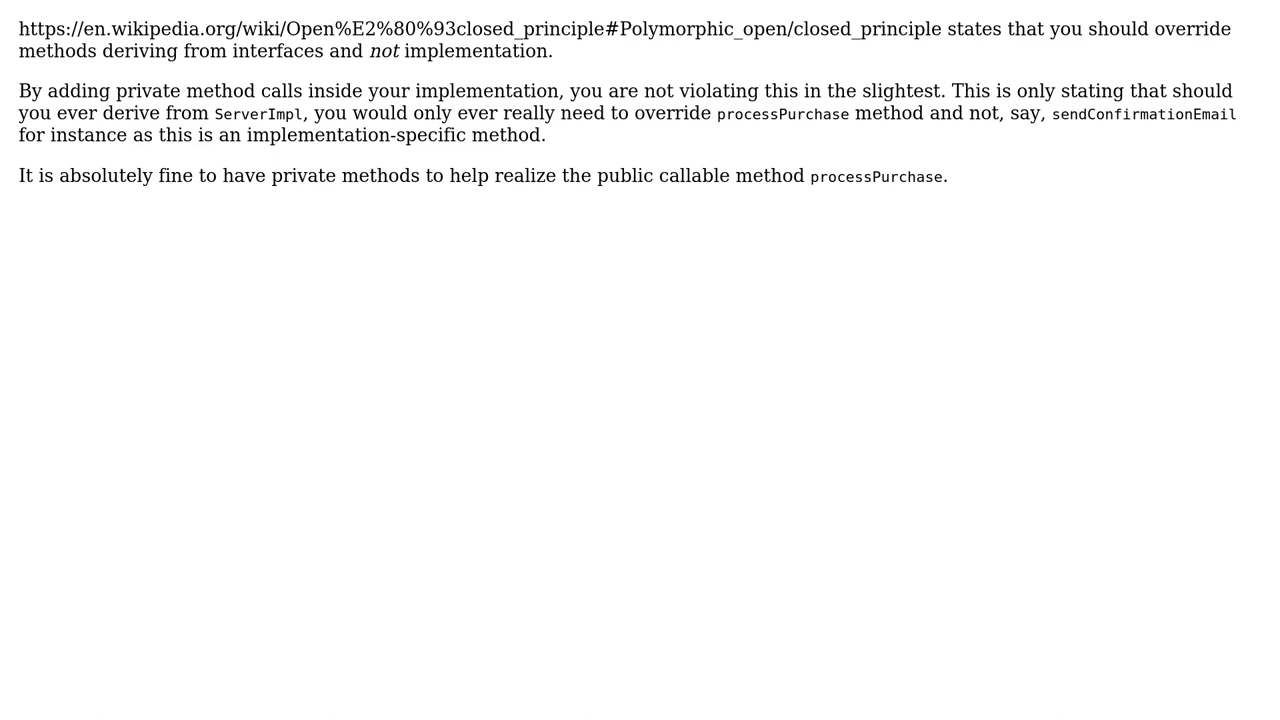 https://en.wikipedia.org/wiki/Open%E2%80%93closed_principle#Polymorphic_open/closed_principle states that you should override
methods deriving from interfaces and not implementation.
By adding private method calls inside your implementation, you are not violating this in the slightest. This is only stating that should
you ever derive from ServerImpl, you would only ever really need to override processPurchase method and not, say, sendConfirmationEmail
for instance as this is an implementation-specific method.
It is absolutely fine to have private methods to help realize the public callable method processPurchase.